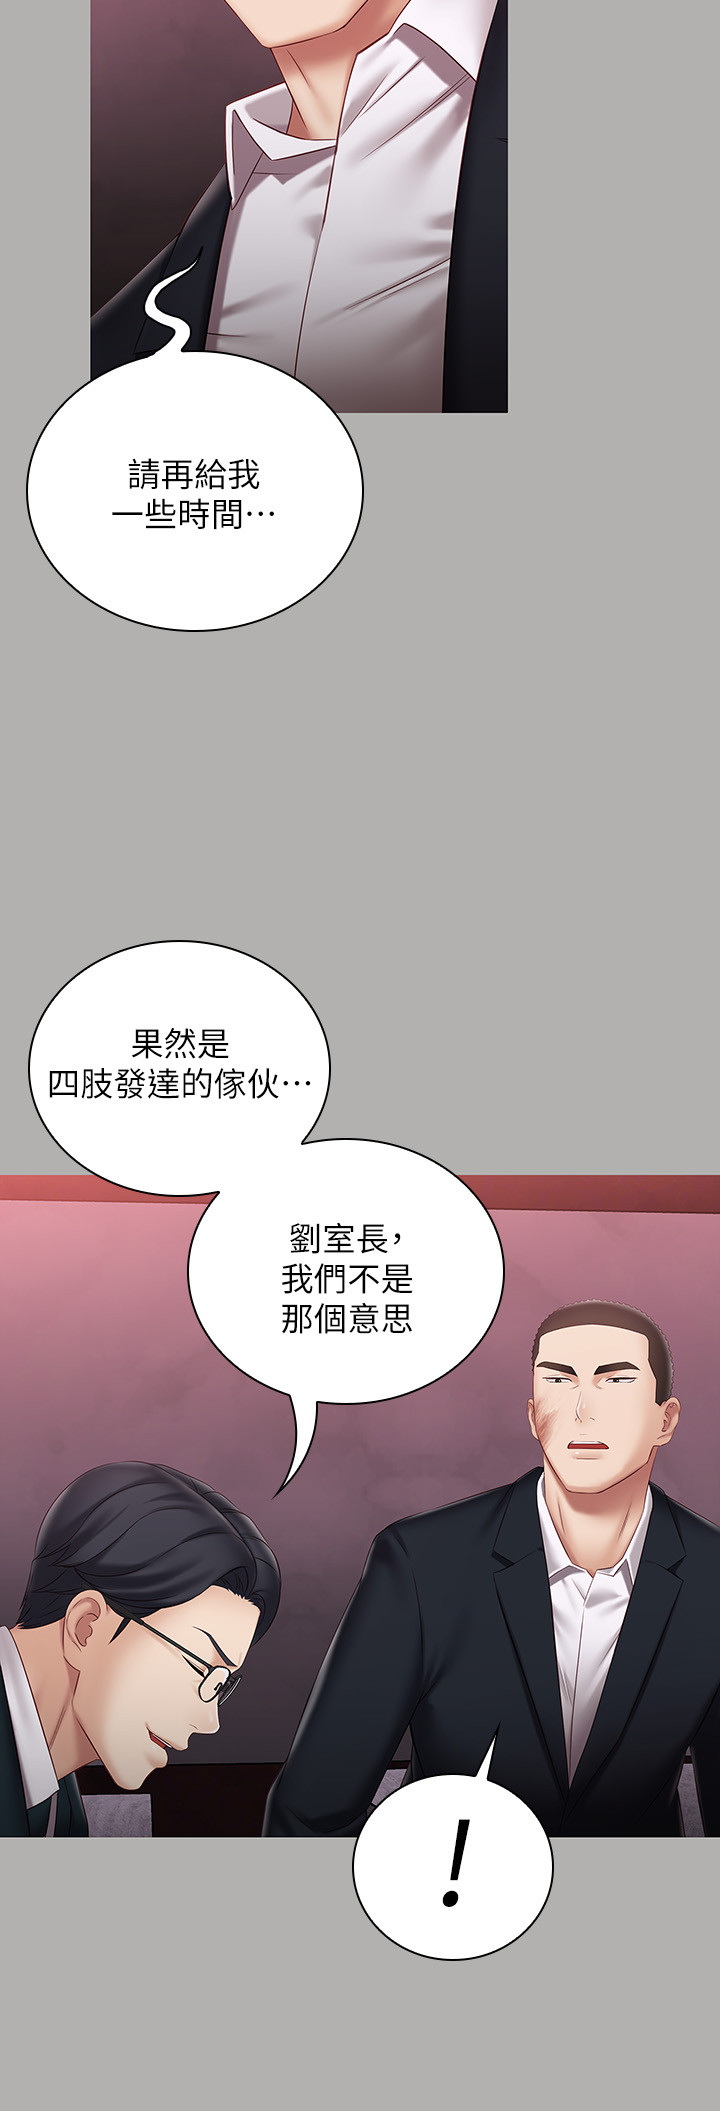 請再給我
一些時間⋯
果然是
四肢發達的傢伙⋯
劉室長，
我們不是
那個意思
！